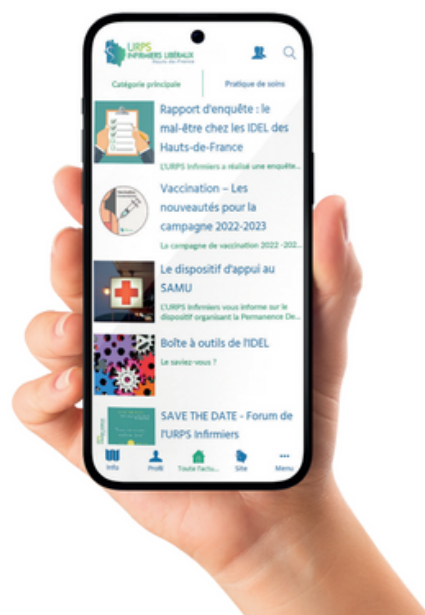 URPS
INFIRMIERS LIBÉRAUX
Hauts-de-France
Catégorie principale
Pratique de soins
Rapport d'enquête : le
mal-être chez les IDEL des
Hauts-de-France
L'URPS Infirmiers a réalisé une enquête...
Vaccination – Les
nouveautés pour la
campagne 2022-2023
La campagne de vaccination 2022 -202...
Le dispositif d'appui au
SAMU
L'URPS Infirmiers vous informe sur le
dispositif organisant la Permanence De...
Boîte à outils de l'IDEL
Le saviez-vous ?
SAVE THE DATE - Forum de
l'URPS Infirmiers
Info
Profil
Toute l'actu...
Site
Menu